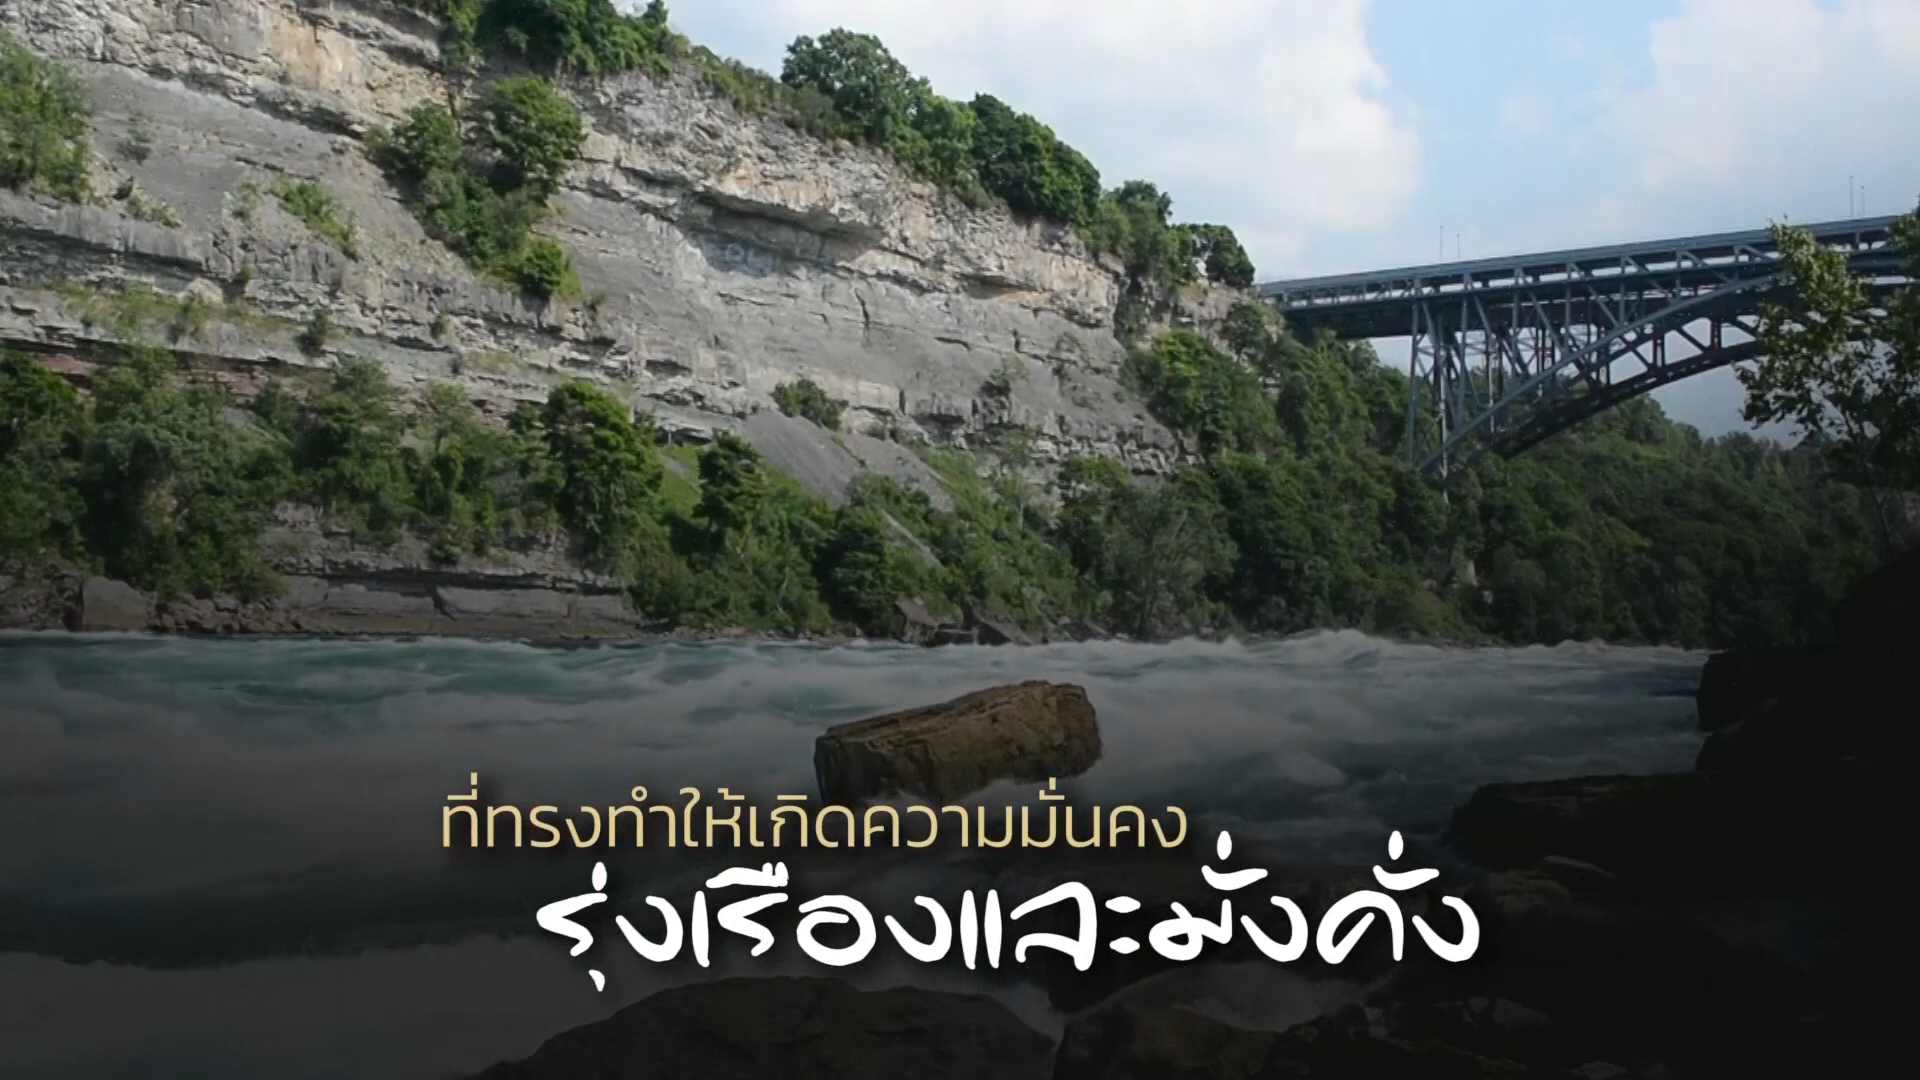 ที่ทรงทำให้เกิดความมั่นคง
รุ่งเรืองและมั่งคั่ง